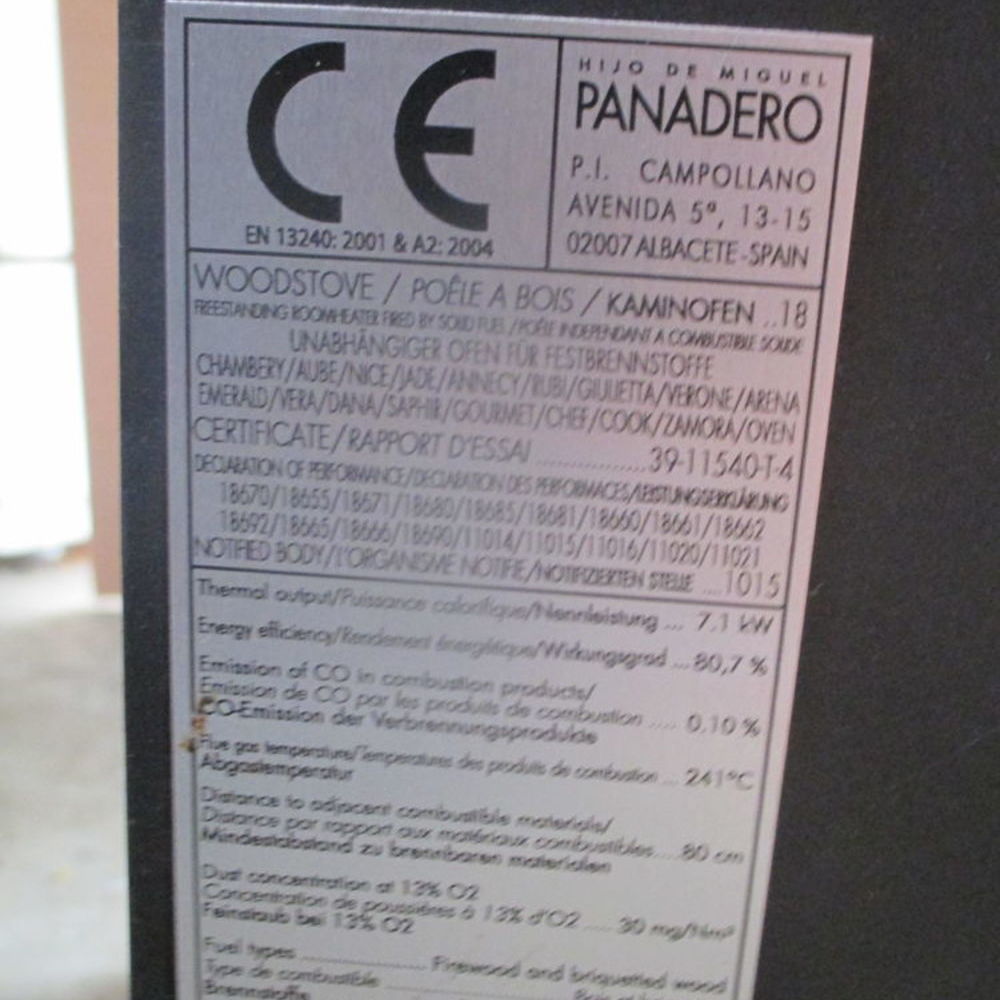 CE
EN 13240: 2001 & A2: 2004
HIJO DE MIGUEL
PANADERO
P.I. CAMPOLLANO
AVENIDA 5ª, 13-15
02007 ALBACETE-SPAIN
WOODSTOVE / POÊLE A BOIS / KAMINOFEN ..18
FREESTANDING ROOMHEATER FIRED BY SOLID FUEL /POÊLE INDEPENDANT A COMBUSTIBLE SOLIDE
UNABHÄNGIGER OFEN FÜR FESTBRENNSTOFFE
CHAMBERY/AUBE/NICE/JADE/ANNECY/RUBI/GIULIETTA/VERONE/ARENA
EMERALD/VERA/DANA/SAPHIR/GOURMET/CHEF/COOK/ZAMORA/OVEN
CERTIFICATE/RAPPORT D'ESSAI ................39-11540-T-4
DECLARATION OF PERFORMANCE/DECLARATION DES PERFORMACES/LEISTUNGSERKLÄRUNG
18670/18655/18671/18680/18685/18681/18660/18661/18662
18692/18665/18666/18690/11014/11015/11016/11020/11021
NOTIFIED BODY/L'ORGANISME NOTIFIE/NOTIFIZIERTEN STELLE ....1015
Thermal output/Puissance calorifique/Nennleistung ... 7.1 kW
Energy efficiency/Rendement énergétique/Wirkungsgrad ... 80,7 %
Emission of CO in combustion products/
Emission de CO par les produits de combustion .... 0.10 %
CO-Emission der Verbrennungsprodukte
Flue gas temperature/Temperatures des produits de combustion ... 241°C
Abgastemperatur
Distance to adjacent combustible materials/
Distance par rapport aux matériaux combustibles....80 cm
Mindestabstand zu brennbaren materialien
Dust concentration at 13% O2
Concentration de poussières à 13% d'O2 .... 30 mg/Nm³
Feinstaub bei 13% O2
Fuel types .................... Firewood and briquetted wood
Type de combustible ....................... Bois
Brennstoffe